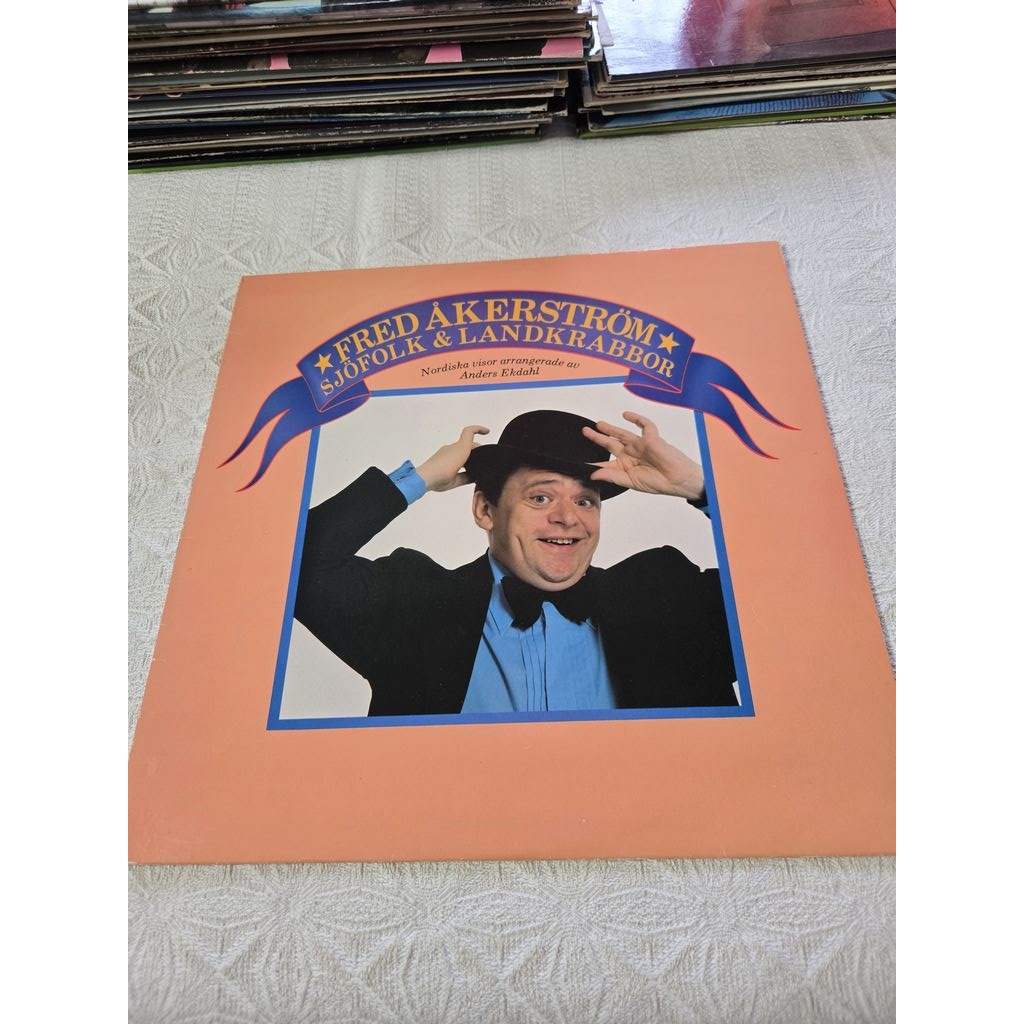 FRED ÅKERSTRÖM
SJÖFOLK & LANDKRABBOR
Nordiska visor arrangerade av
Anders Ekdahl